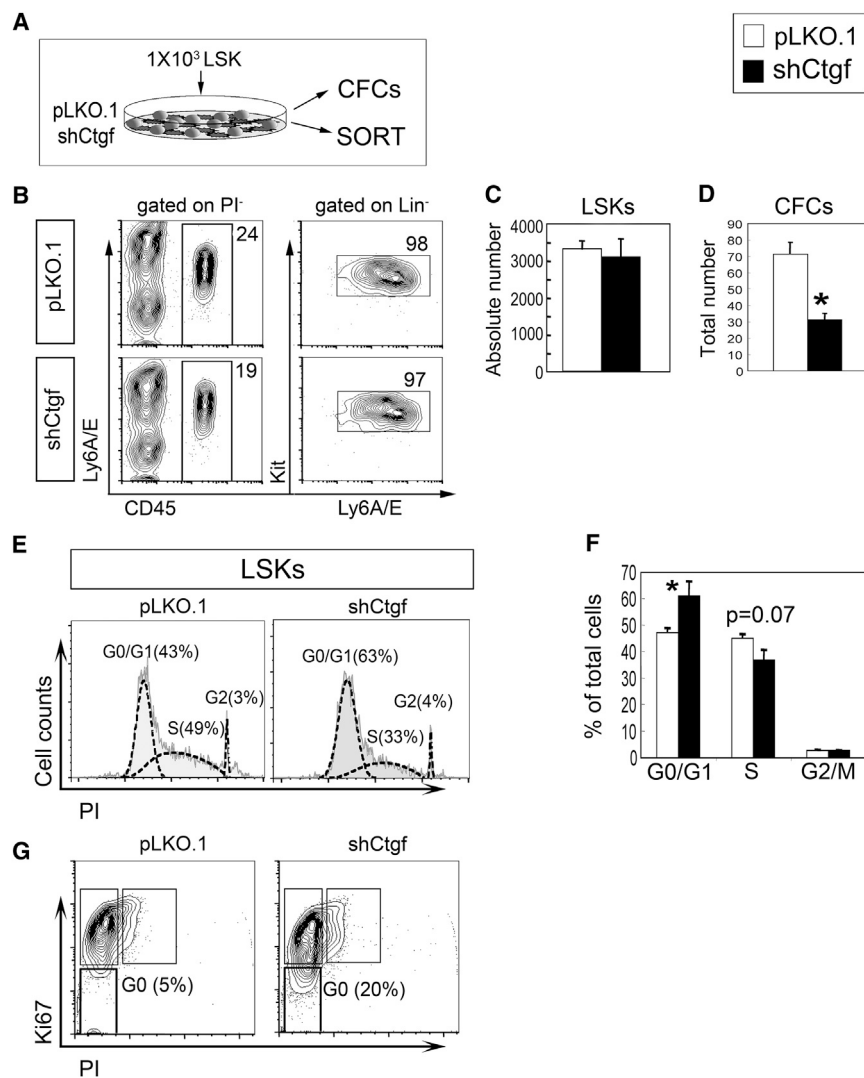 A
1X10³ LSK
pLKO.1
shCtgf
CFCs
SORT
pLKO.1
shCtgf
B
gated on PI⁻
gated on Lin⁻
pLKO.1
24
98
shCtgf
19
97
Ly6A/E
Kit
CD45
Ly6A/E
C
LSKs
Absolute number
4000
3500
3000
2000
1000
500
0
D
CFCs
Total number
90
80
70
60
50
40
30
20
10
0
*
E
LSKs
pLKO.1
shCtgf
G0/G1(43%)
S(49%)
G2(3%)
G0/G1(63%)
S(33%)
G2(4%)
Cell counts
PI
F
% of total cells
70
60
50
40
30
20
10
0
*
p=0.07
G0/G1
S
G2/M
G
pLKO.1
shCtgf
G0 (5%)
G0 (20%)
Ki67
PI